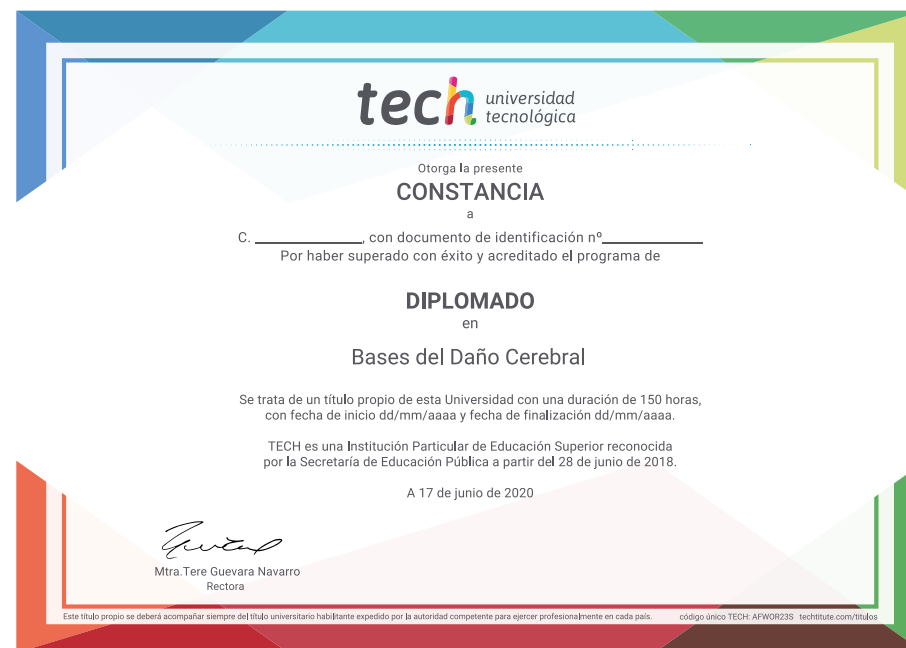 tech universidad
tecnológica
Otorga la presente
CONSTANCIA
a
C. ____________, con documento de identificación nº____________
Por haber superado con éxito y acreditado el programa de
DIPLOMADO
en
Bases del Daño Cerebral
Se trata de un título propio de esta Universidad con una duración de 150 horas,
con fecha de inicio dd/mm/aaaa y fecha de finalización dd/mm/aaaa.
TECH es una Institución Particular de Educación Superior reconocida
por la Secretaría de Educación Pública a partir del 28 de junio de 2018.
A 17 de junio de 2020
Mtra.Tere Guevara Navarro
Rectora
Este título propio se deberá acompañar siempre del título universitario habilitante expedido por la autoridad competente para ejercer profesionalmente en cada país. código único TECH: AFWOR23S techtitute.com/titulos